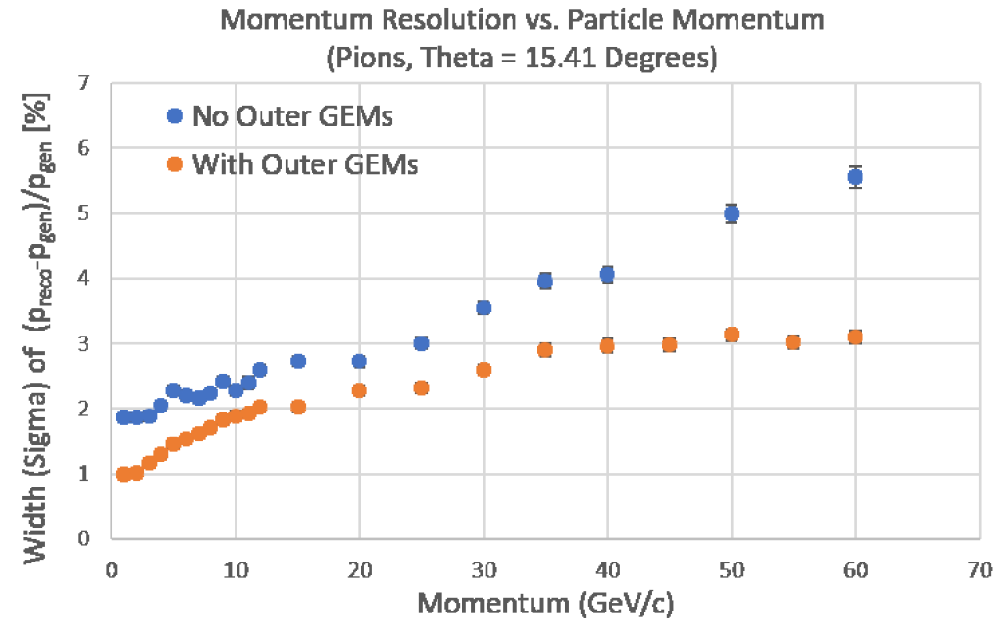 Momentum Resolution vs. Particle Momentum
(Pions, Theta = 15.41 Degrees)
Width (Sigma) of (preco-pgen)/pgen [%]
7
6
5
4
3
2
1
0
No Outer GEMs
With Outer GEMs
0 10 20 30 40 50 60 70
Momentum (GeV/c)